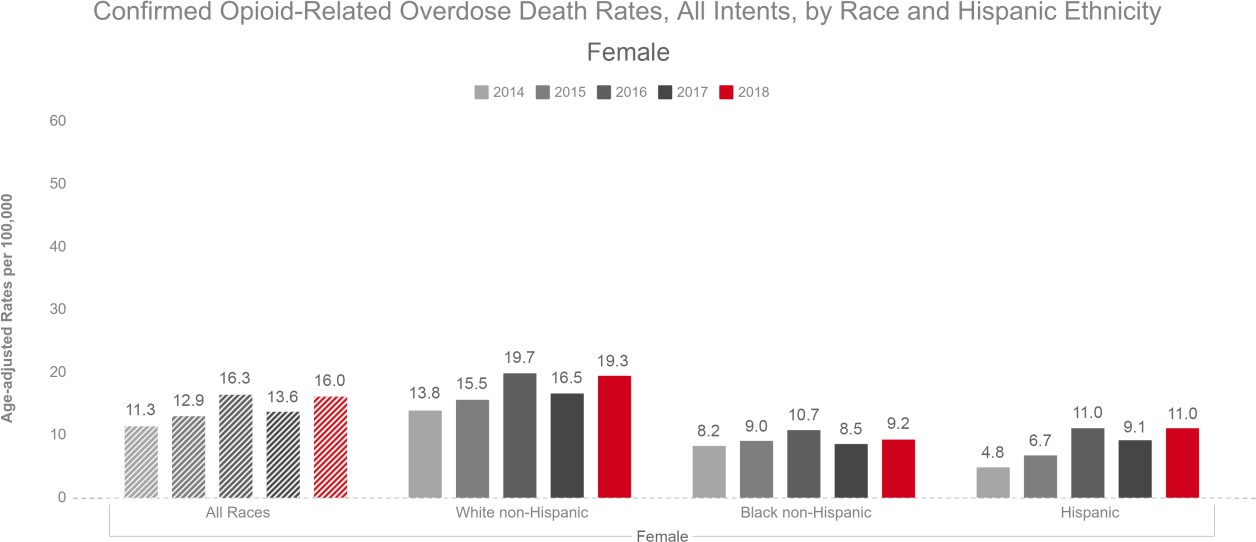 Confirmed Opioid-Related Overdose Death Rates, All Intents, by Race and Hispanic Ethnicity
Female
2014 2015 2016 2017 2018
Age-adjusted Rates per 100,000
60
50
40
30
20
10
0
11.3 12.9 16.3 13.6 16.0
13.8 15.5 19.7 16.5 19.3
8.2 9.0 10.7 8.5 9.2
4.8 6.7 11.0 9.1 11.0
All Races White non-Hispanic Black non-Hispanic Hispanic
Female